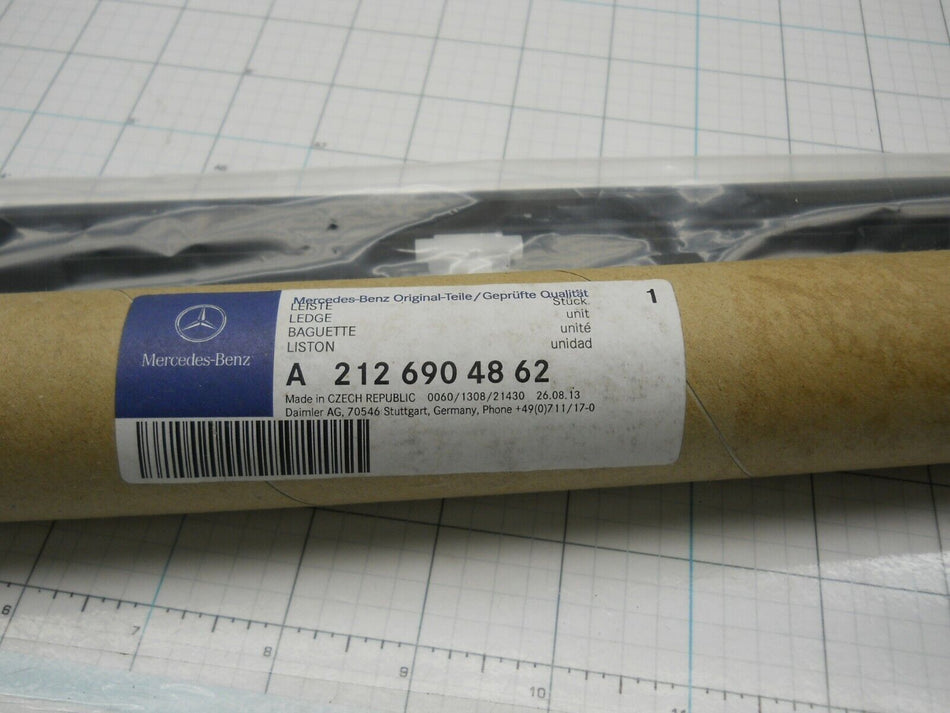 Mercedes-Benz
Mercedes-Benz Original-Teile/Geprüfte Qualität
1
LEISTE Stück
LEDGE unit
BAGUETTE unité
LISTON unidad
A 212 690 48 62
Made in CZECH REPUBLIC 0060/1308/21430 26.08.13
Daimler AG, 70546 Stuttgart, Germany, Phone +49(0)711/17-0
6
7
8
9
10